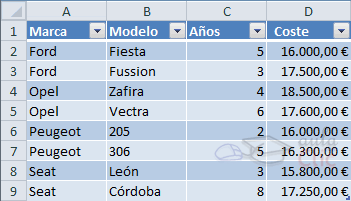 A B C D
1 Marca Modelo Años Coste
2 Ford Fiesta 5 16.000,00 €
3 Ford Fussion 3 17.500,00 €
4 Opel Zafira 4 18.500,00 €
5 Opel Vectra 6 17.600,00 €
6 Peugeot 205 2 16.000,00 €
7 Peugeot 306 5 16.300,00 €
8 Seat León 3 15.800,00 €
9 Seat Córdoba 8 17.250,00 €
aula
Clic